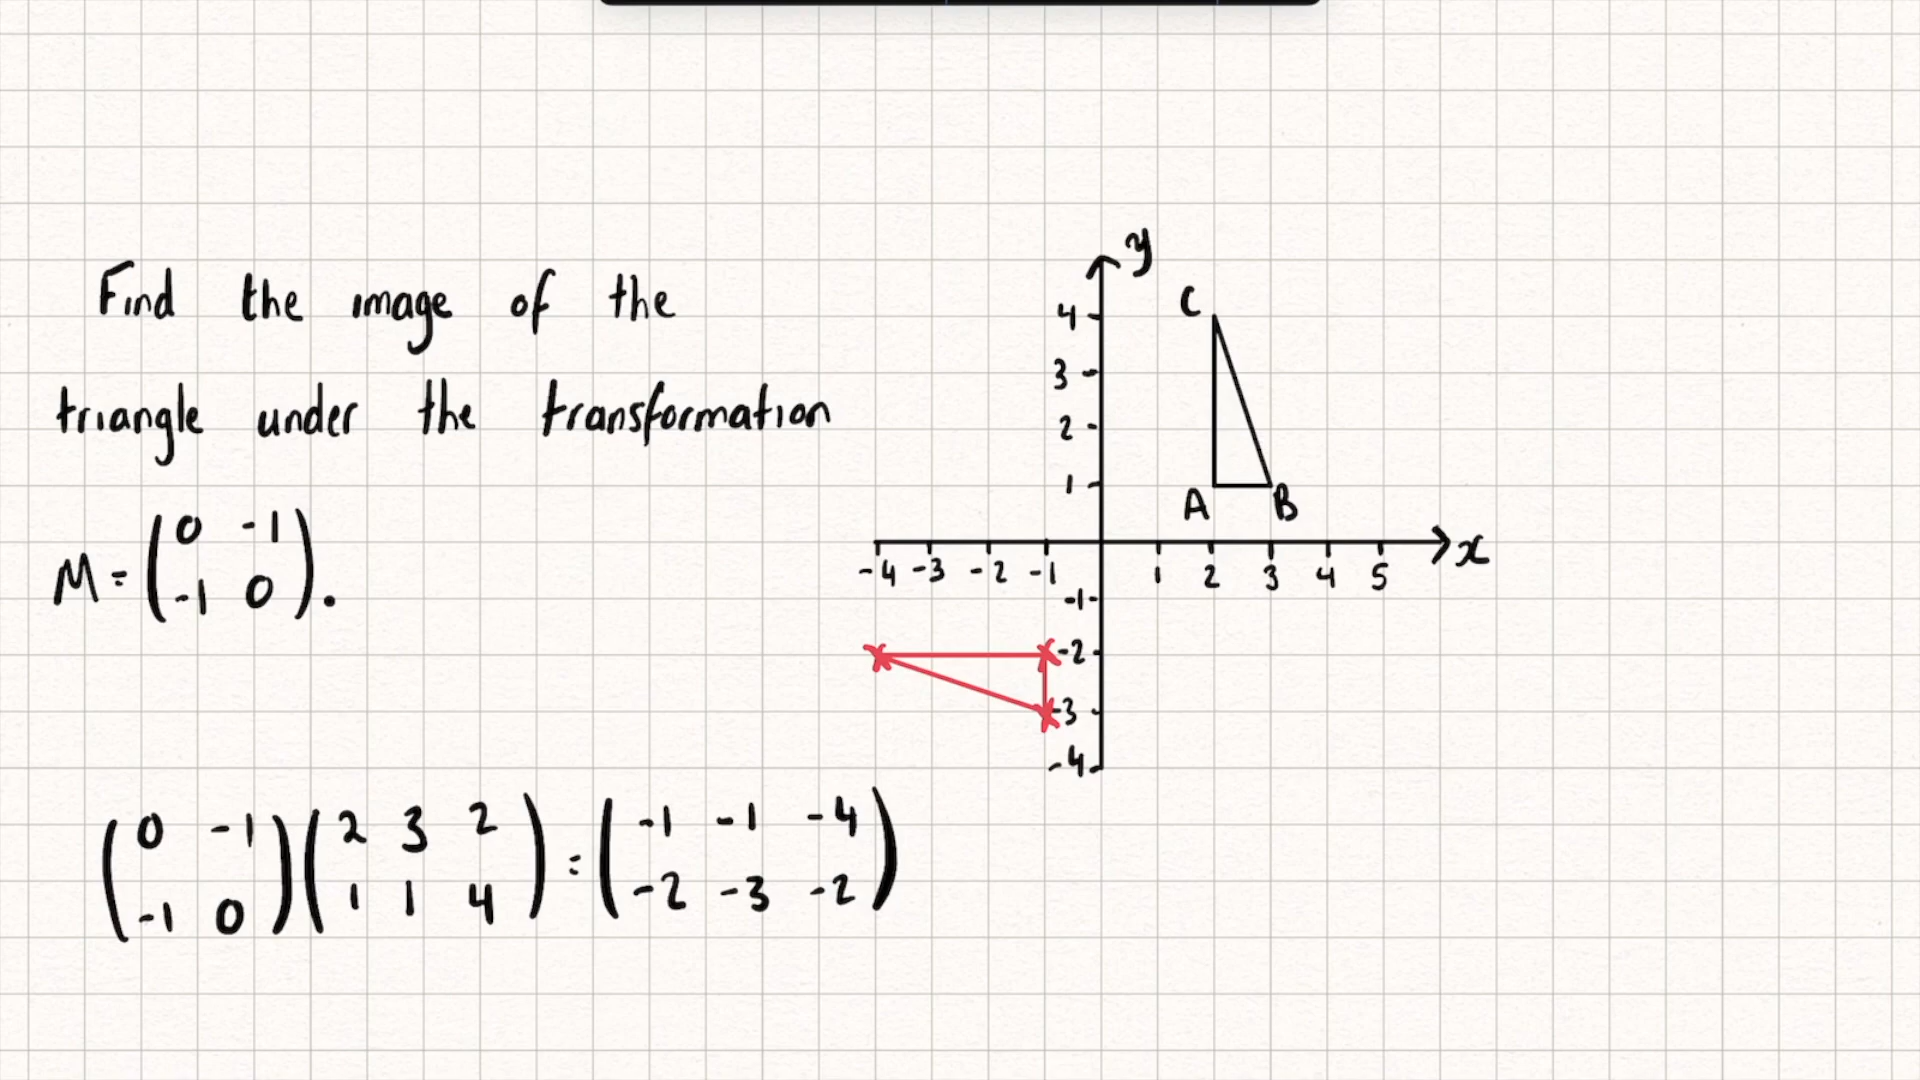 Find the image of the
triangle under the transformation
M = (0 -1
-1 0).
(0 -1
-1 0)(2 3 2
1 1 4) = (-1 -1 -4
-2 -3 -2)
y
C
4
3
2
1
A B
-4 -3 -2 -1 1 2 3 4 5 x
-1
-2
-3
-4